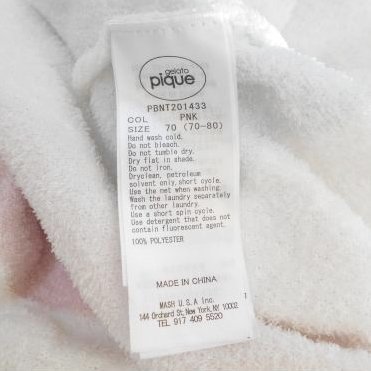 gelato
pique
PBNT201433
COL PNK
SIZE 70 (70-80)
Hand wash cold.
Do not bleach.
Do not tumble dry.
Dry flat in shade.
Do not iron.
Dryclean, petroleum
solvent only,short cycle.
Use the net when washing.
Wash the laundry separately
from other laundry.
Use a short spin cycle.
Use detergent that does not
contain fluorescent agent.
100% POLYESTER
MADE IN CHINA
1
MASH U.S.A Inc.
144 Orchard St, New York, NY 10002
TEL 917 409 5520